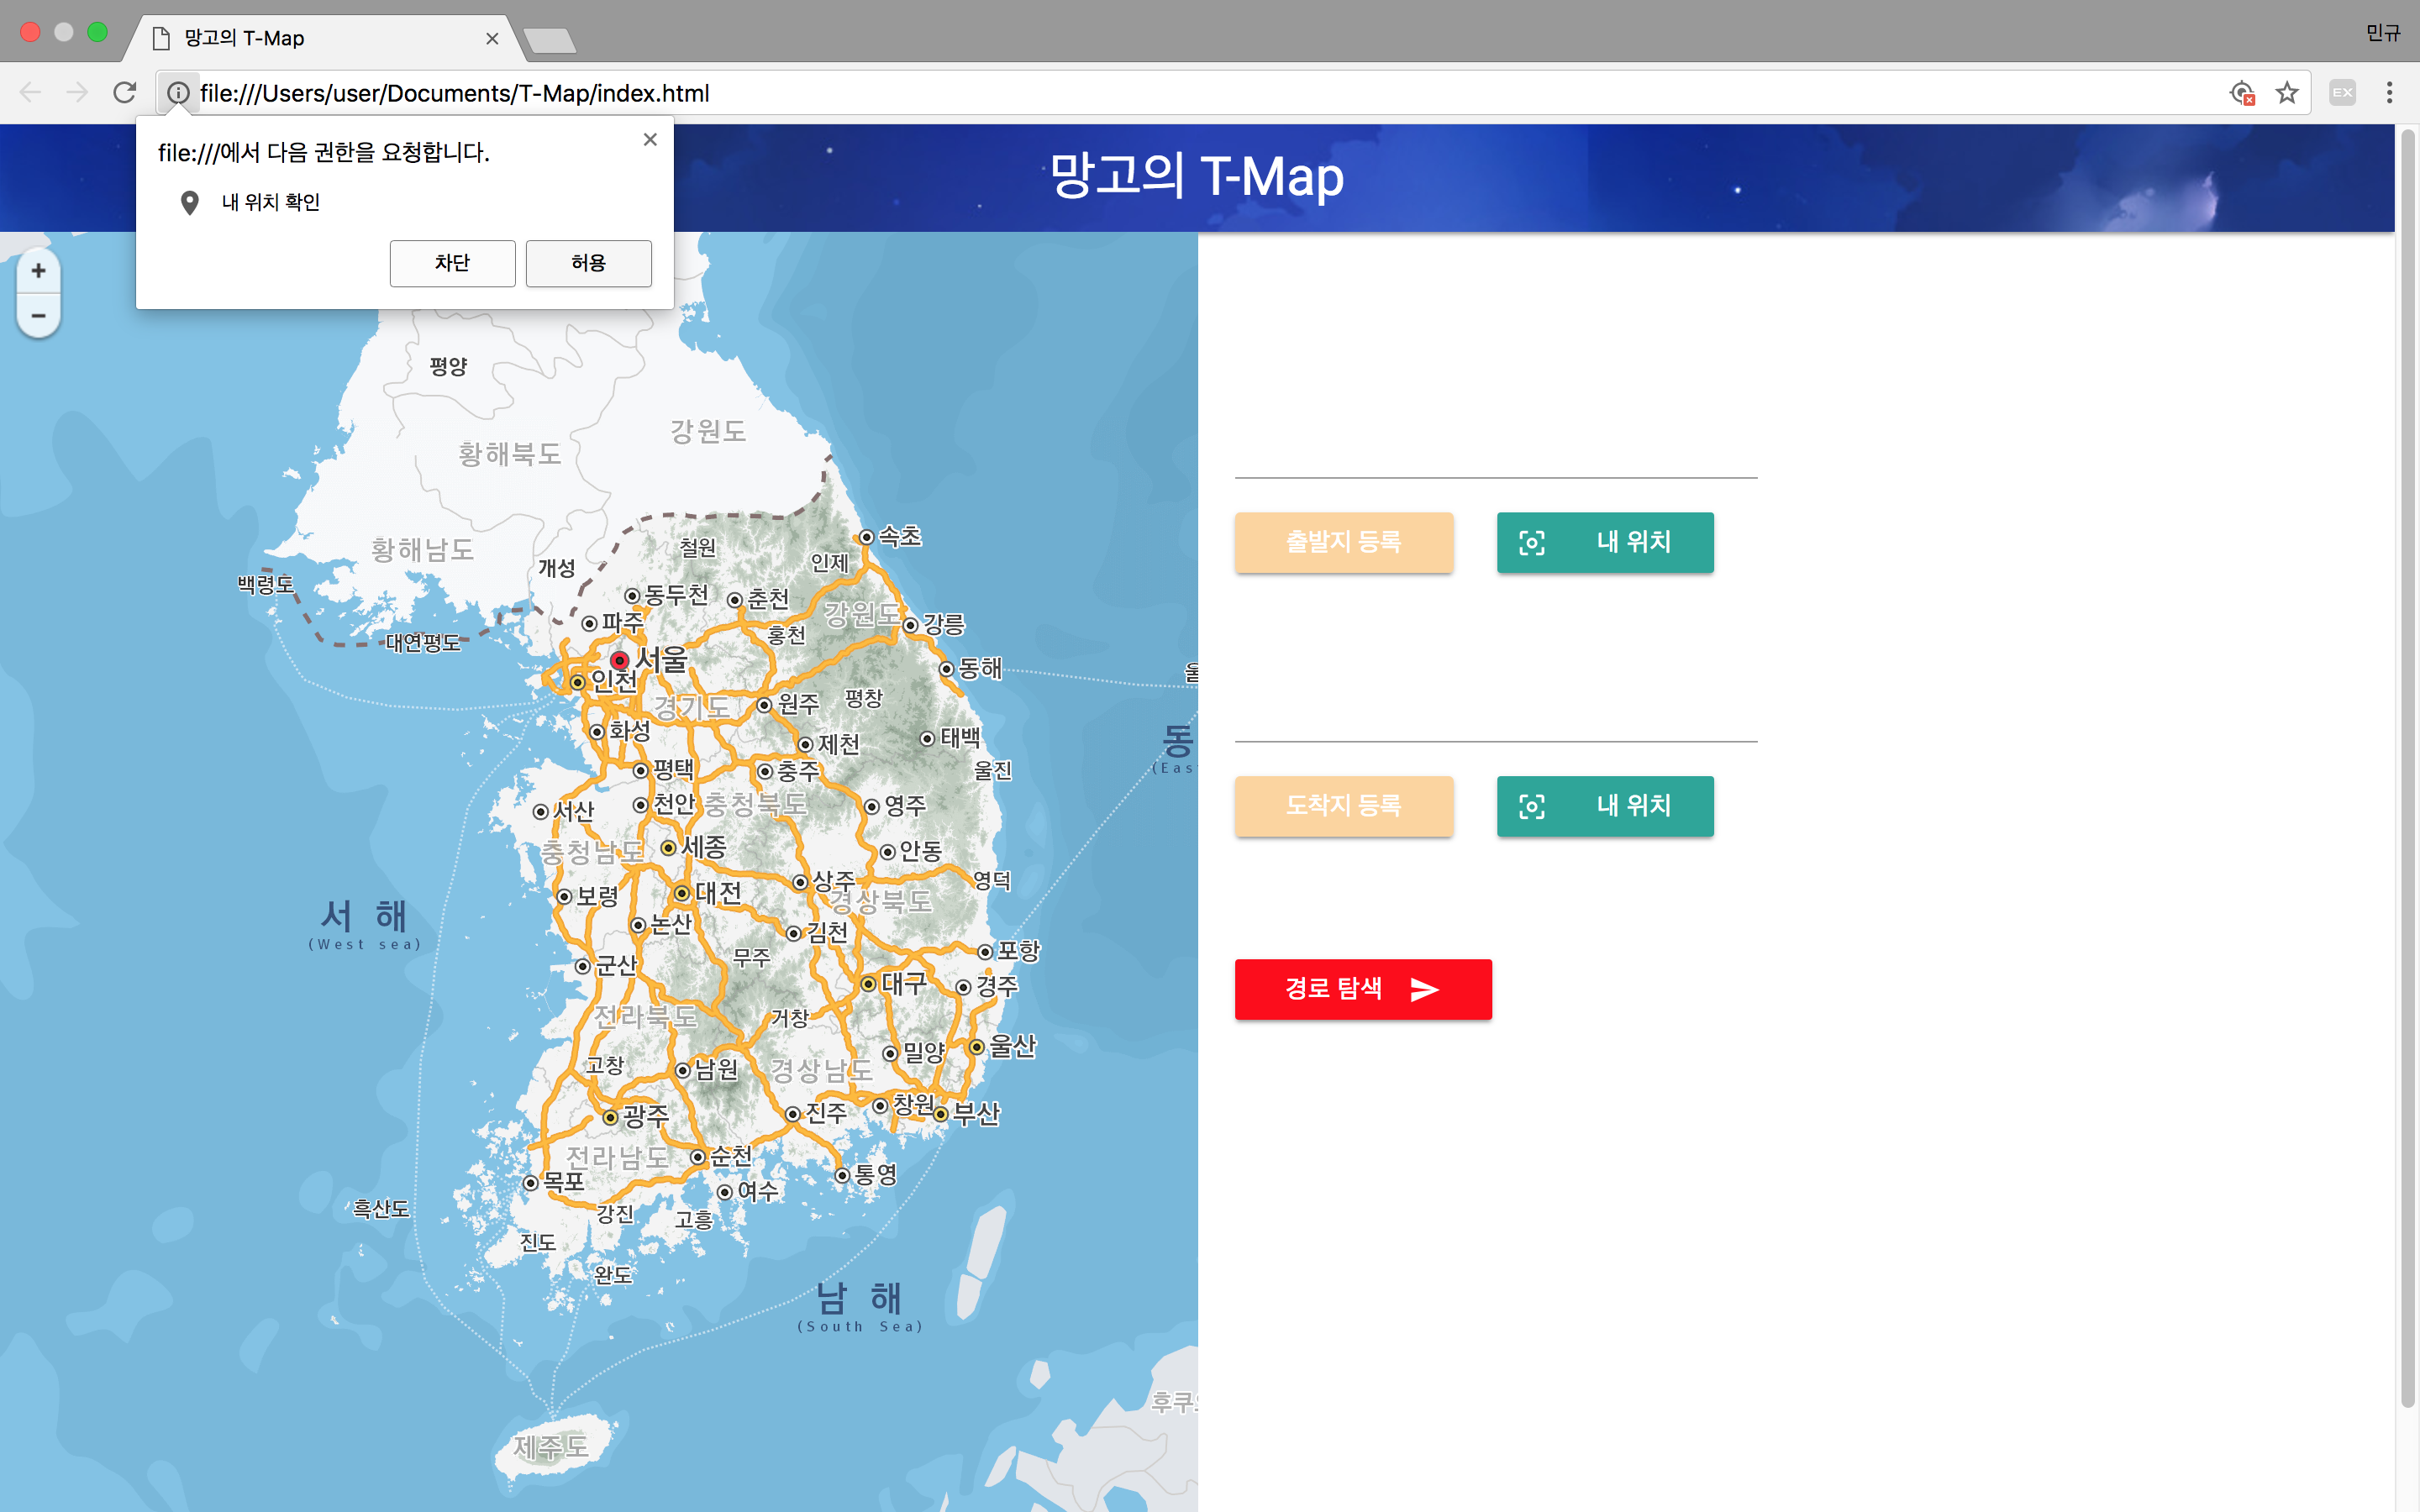 망고의 T-Map
민규
file:///Users/user/Documents/T-Map/index.html
EX
file:///에서 다음 권한을 요청합니다.
내 위치 확인
차단
허용
망고의 T-Map
+
−
평양
강원도
황해북도
황해남도
개성
철원
속초
인제
백령도
동두천
춘천
강원도
파주
강릉
홍천
대연평도
서울
동해
인천
경기도
원주
평창
화성
제천
태백
동
(Eas
평택
충주
울진
서산
천안
충청북도
영주
충청남도
세종
안동
보령
대전
상주
영덕
경상북도
서 해
(West sea)
논산
김천
포항
군산
무주
대구
경주
전라북도
거창
밀양
울산
고창
남원
경상남도
광주
진주
창원
부산
전라남도
순천
목포
여수
통영
흑산도
강진
고흥
진도
완도
남 해
(South Sea)
후쿠
제주도
출발지 등록
내 위치
도착지 등록
내 위치
경로 탐색